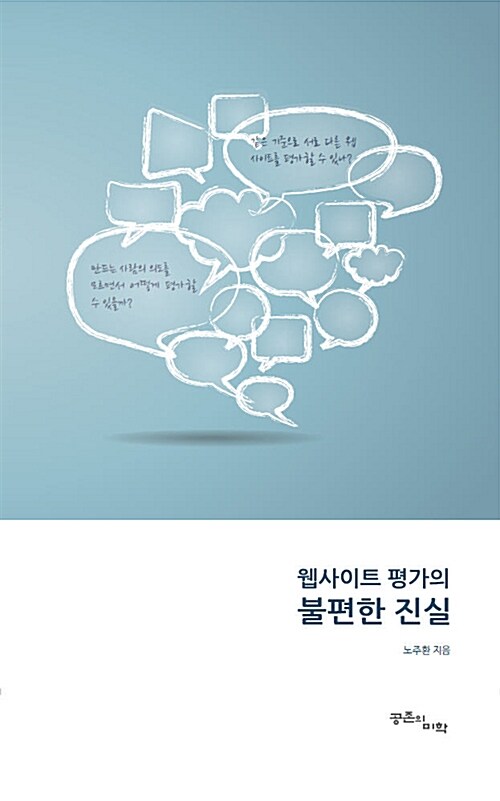 같은 기준으로 서로 다른 웹
사이트를 평가할 수 있나?
만드는 사람의 의도를
모르면서 어떻게 평가할
수 있을까?
웹사이트 평가의
불편한 진실
노주환 지음
공존의미학